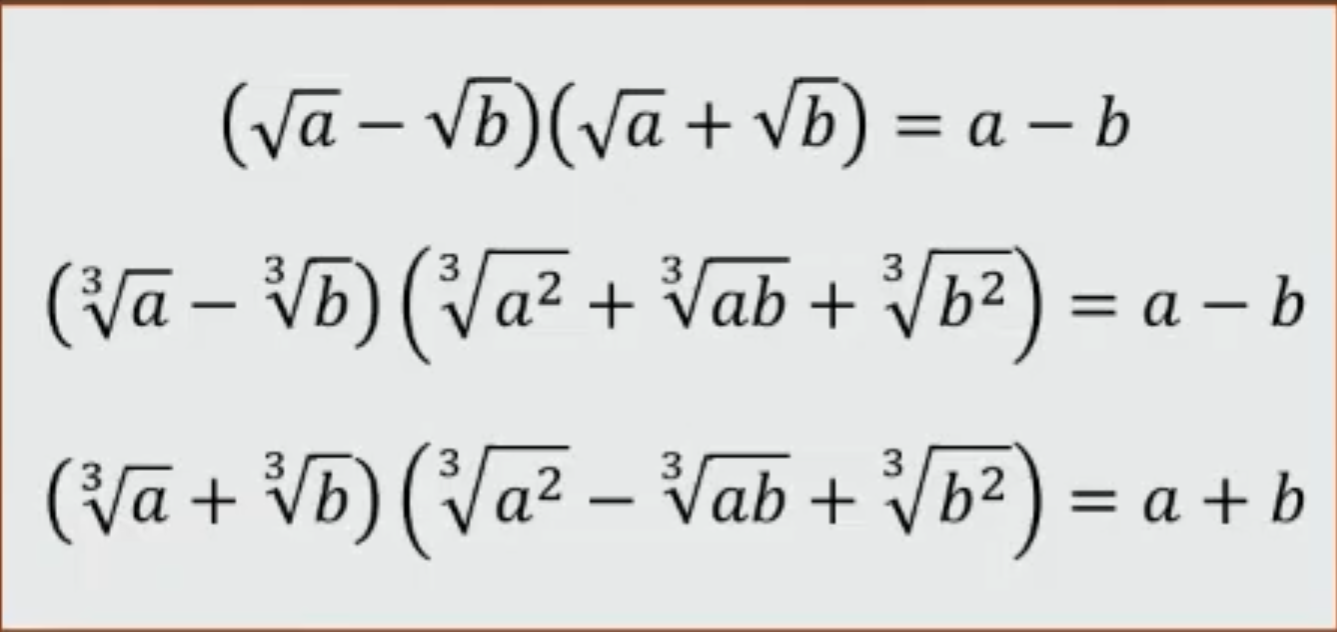 (√a − √b)(√a + √b) = a − b
(∛a − ∛b)(∛a² + ∛ab + ∛b²) = a − b
(∛a + ∛b)(∛a² − ∛ab + ∛b²) = a + b